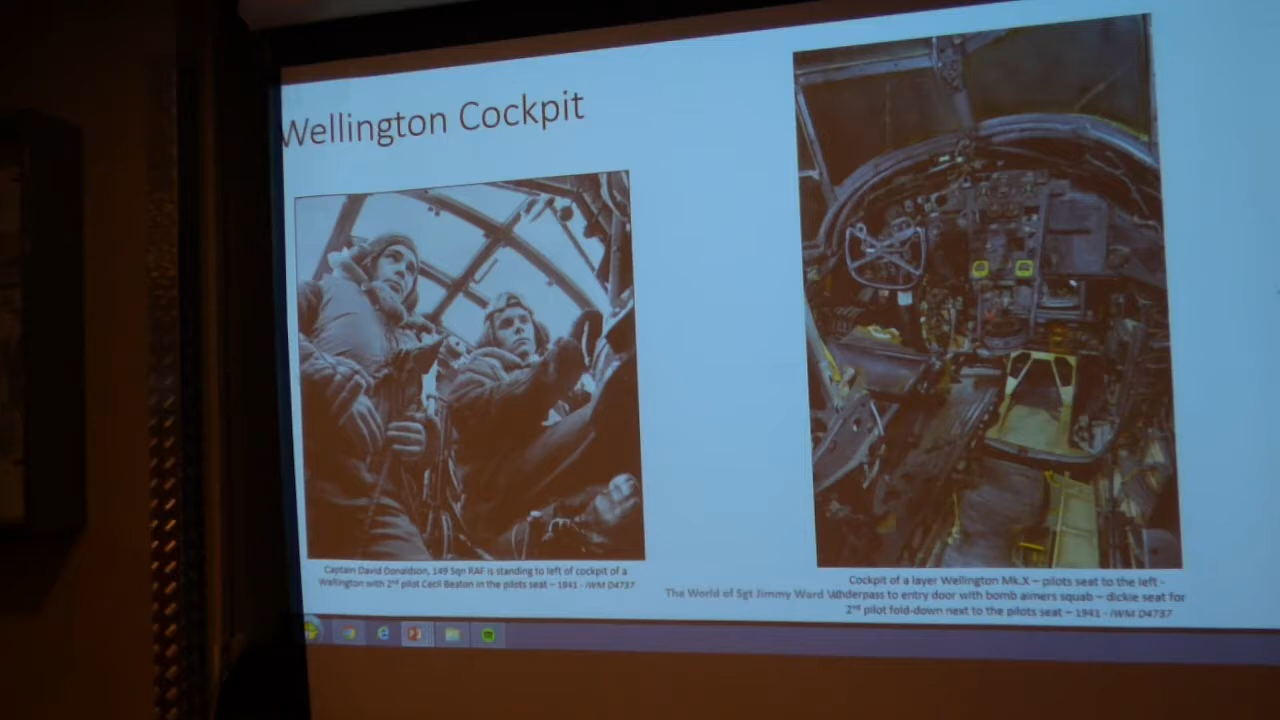 Wellington Cockpit
Captain David Donaldson, 149 Sqn RAF is standing to left of cockpit of a
Wellington with 2nd pilot Cecil Beaton in the pilots seat – 1941 - IWM D4737
Cockpit of a layer Wellington Mk.X – pilots seat to the left -
The World of Sgt Jimmy Ward underpass to entry door with bomb aimers squab – dickie seat for
2nd pilot fold-down next to the pilots seat – 1941 - IWM D4737